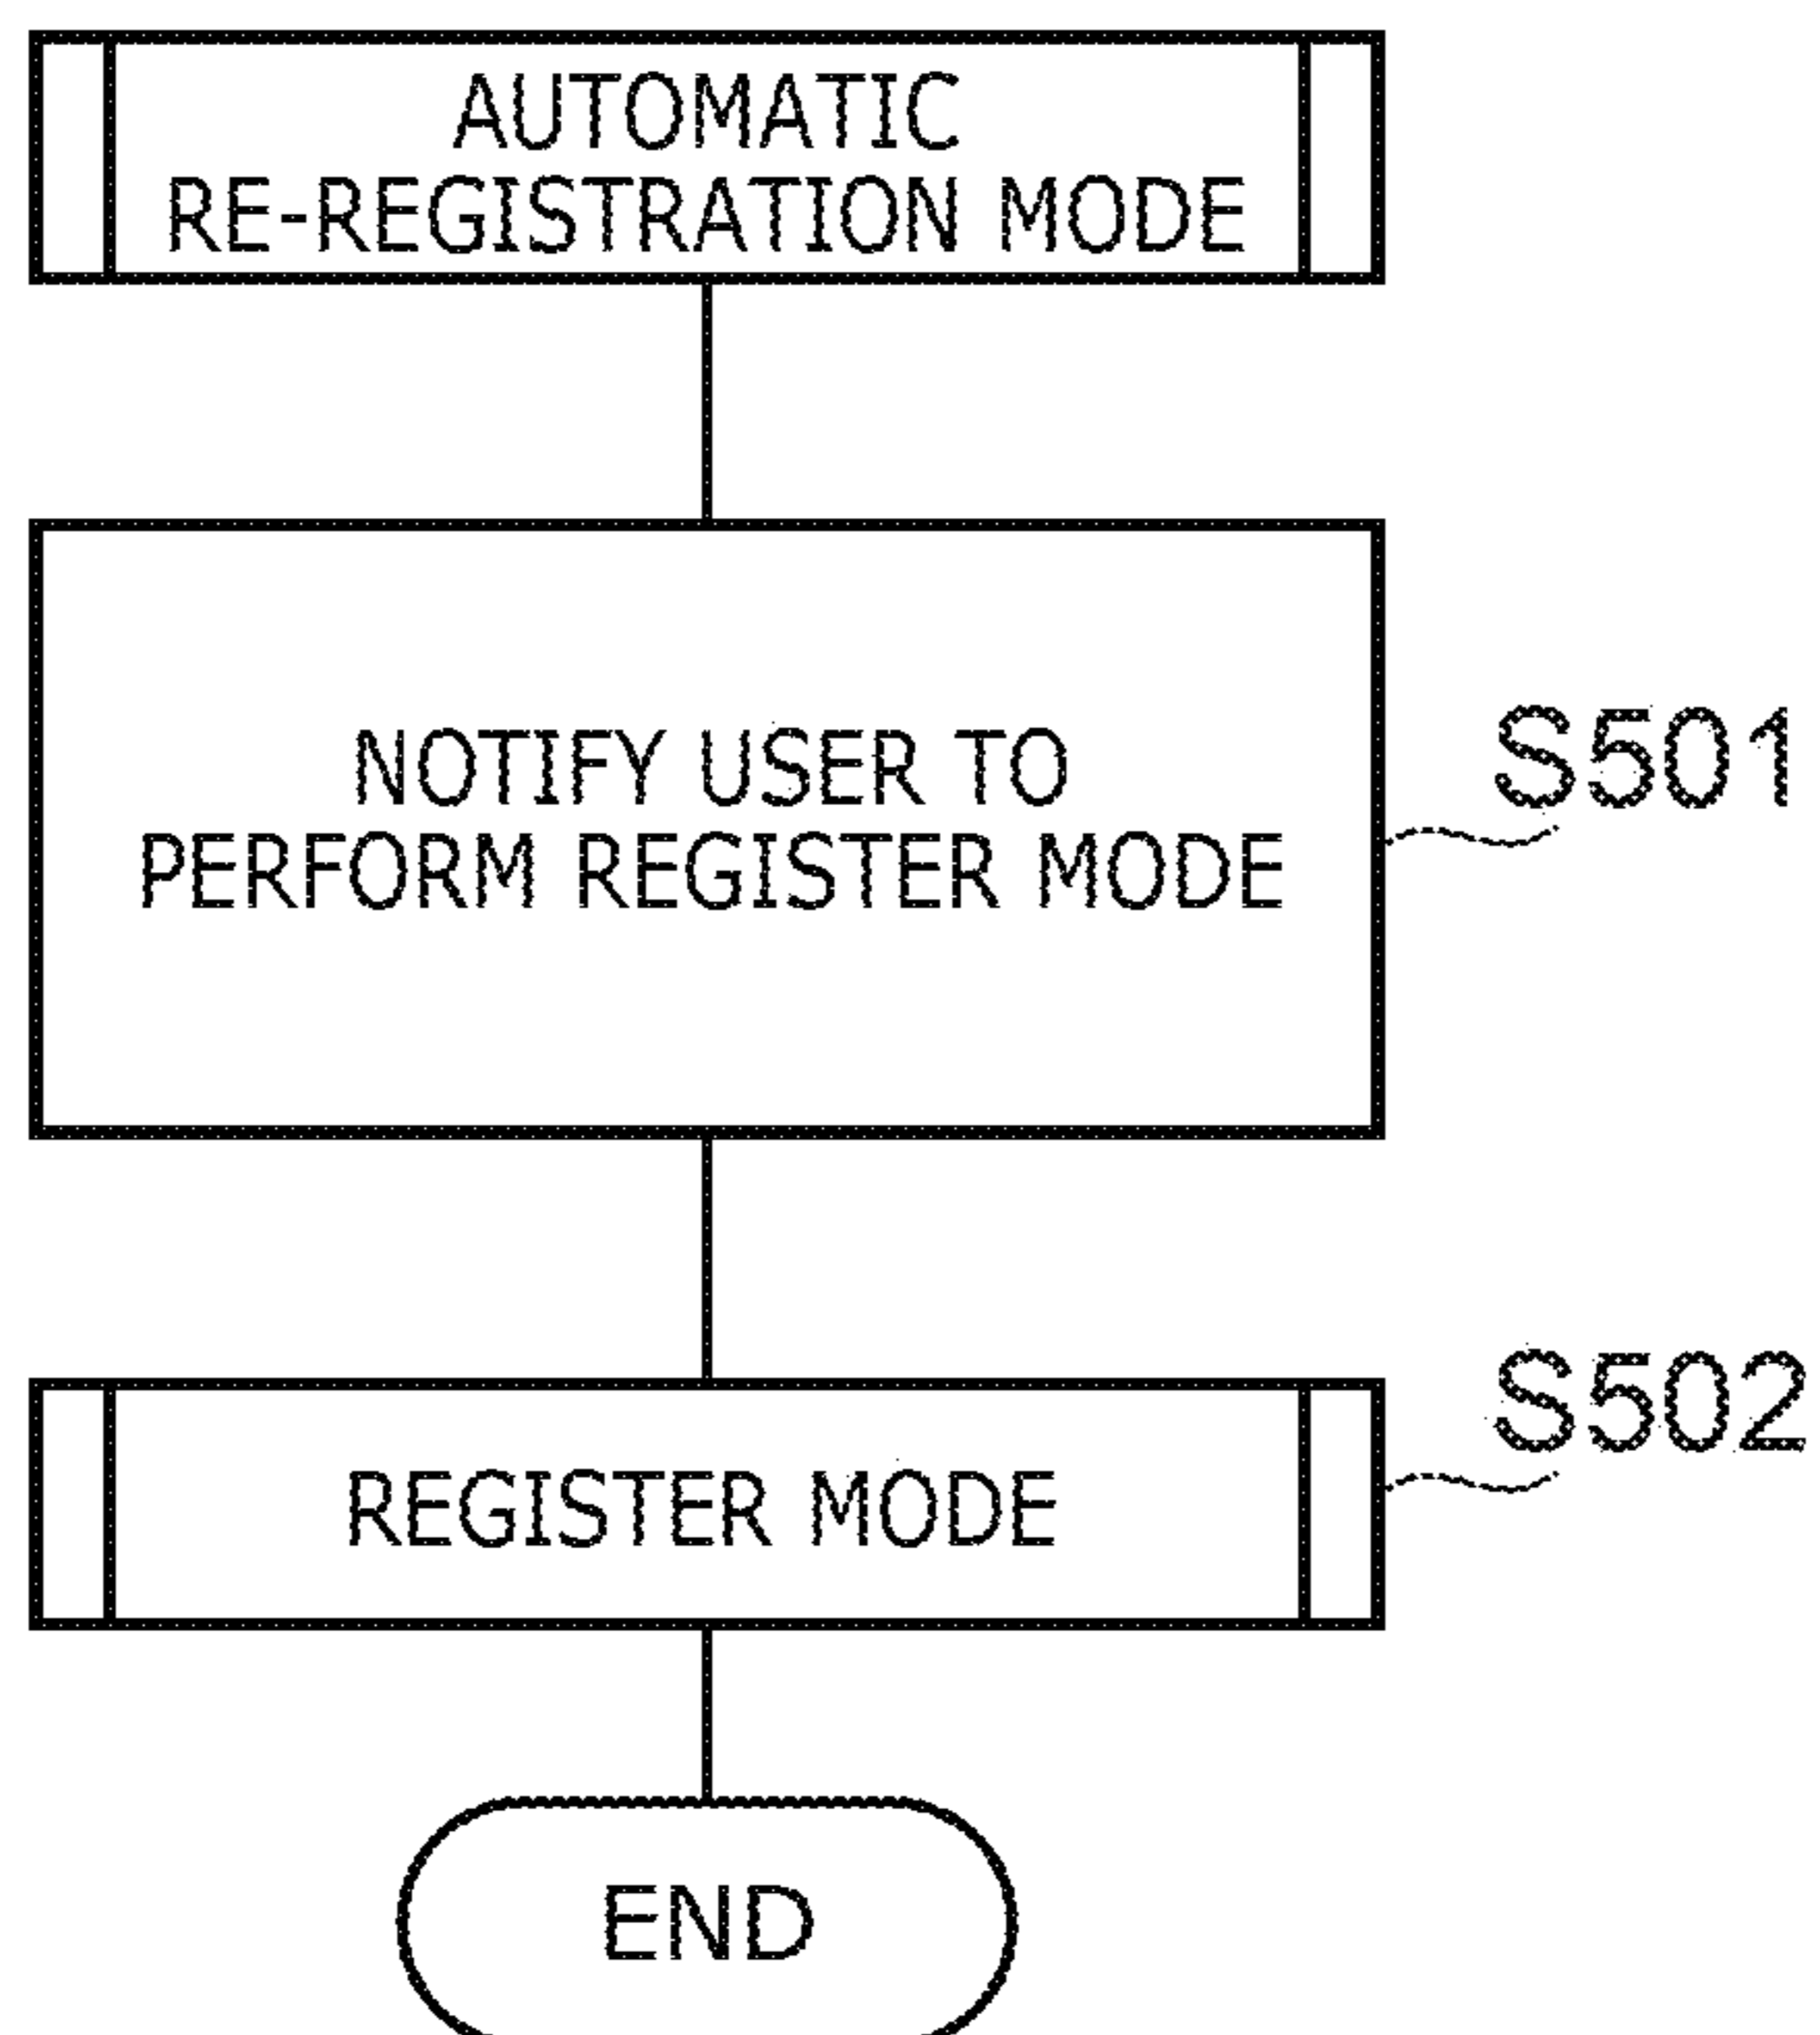 AUTOMATIC
RE-REGISTRATION MODE
NOTIFY USER TO
PERFORM REGISTER MODE
S501
REGISTER MODE
S502
END